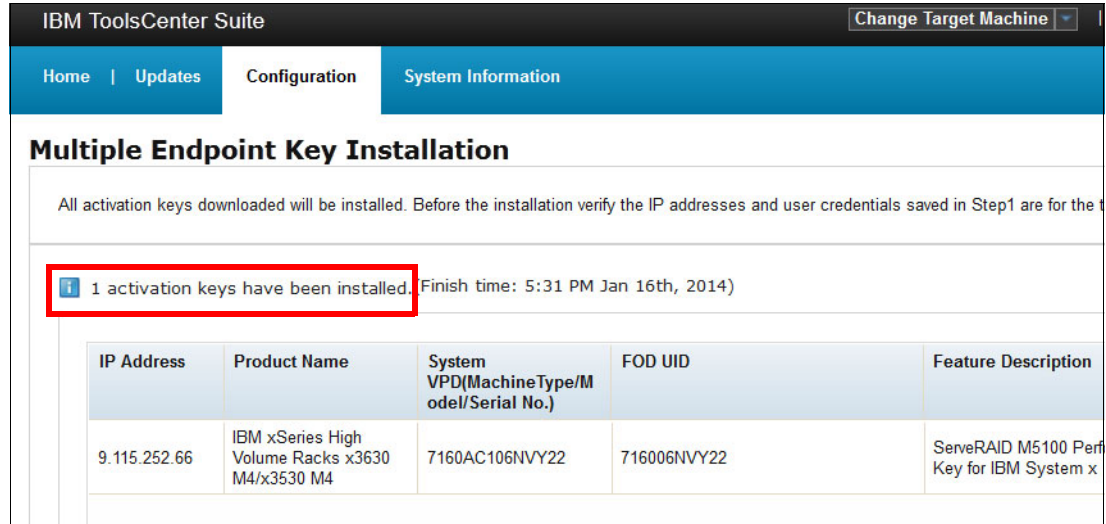 IBM ToolsCenter Suite
Change Target Machine
Home | Updates Configuration System Information
Multiple Endpoint Key Installation
All activation keys downloaded will be installed. Before the installation verify the IP addresses and user credentials saved in Step1 are for the
1 activation keys have been installed. (Finish time: 5:31 PM Jan 16th, 2014)
IP Address
Product Name
System
VPD(MachineType/M
odel/Serial No.)
FOD UID
Feature Description
9.115.252.66
IBM xSeries High
Volume Racks x3630
M4/x3530 M4
7160AC106NVY22
716006NVY22
ServeRAID M5100
Key for IBM System x